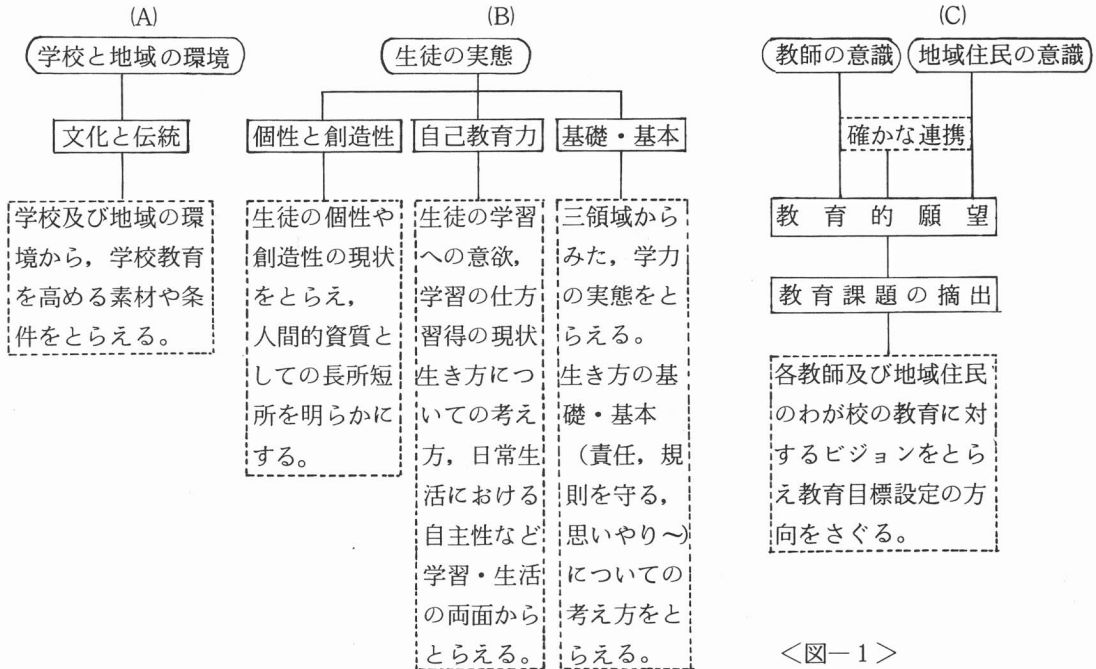 (A)
学校と地域の環境
文化と伝統
学校及び地域の環
境から，学校教育
を高める素材や条
件をとらえる。
(B)
生徒の実態
個性と創造性
生徒の個性や
創造性の現状
をとらえ，
人間的資質と
しての長所短
所を明らかに
する。
自己教育力
生徒の学習
への意欲，
学習の仕方
習得の現状
生き方につ
いての考え
方，日常生
活における
自主性など
学習・生活
の両面から
とらえる。
基礎・基本
三領域から
みた，学力
の実態をと
らえる。
生き方の基
礎・基本
（責任，規
則を守る，
思いやり～）
についての
考え方をと
らえる。
(C)
教師の意識
地域住民の意識
確かな連携
教育的願望
教育課題の摘出
各教師及び地域住民
のわが校の教育に対
するビジョンをとら
え教育目標設定の方
向をさぐる。
＜図－１＞